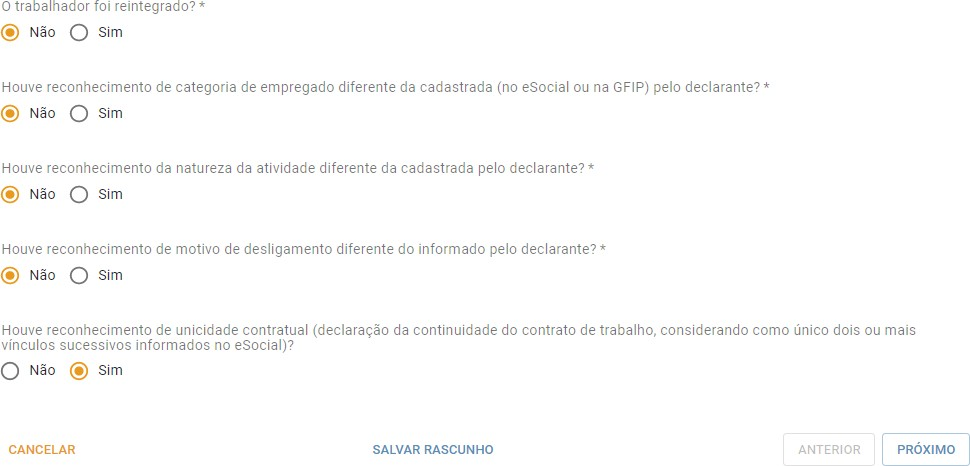 O trabalhador foi reintegrado? *
Não Sim
Houve reconhecimento de categoria de empregado diferente da cadastrada (no eSocial ou na GFIP) pelo declarante? *
Não Sim
Houve reconhecimento da natureza da atividade diferente da cadastrada pelo declarante? *
Não Sim
Houve reconhecimento de motivo de desligamento diferente do informado pelo declarante? *
Não Sim
Houve reconhecimento de unicidade contratual (declaração da continuidade do contrato de trabalho, considerando como único dois ou mais
vínculos sucessivos informados no eSocial)?
Não Sim
CANCELAR SALVAR RASCUNHO ANTERIOR PRÓXIMO